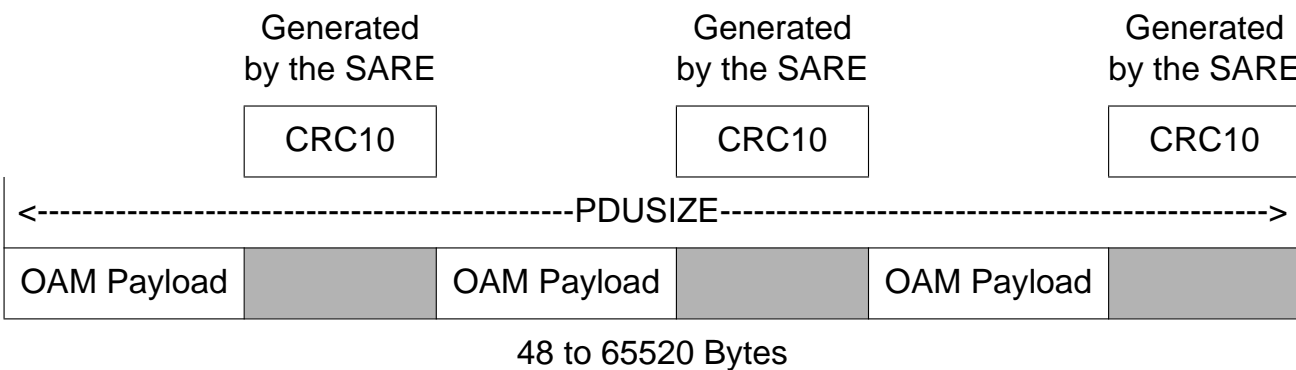 Generated Generated Generated
by the SARE by the SARE by the SARE
CRC10 CRC10 CRC10
<------------------------------------------------PDUSIZE------------------------------------------------->
OAM Payload OAM Payload OAM Payload
48 to 65520 Bytes